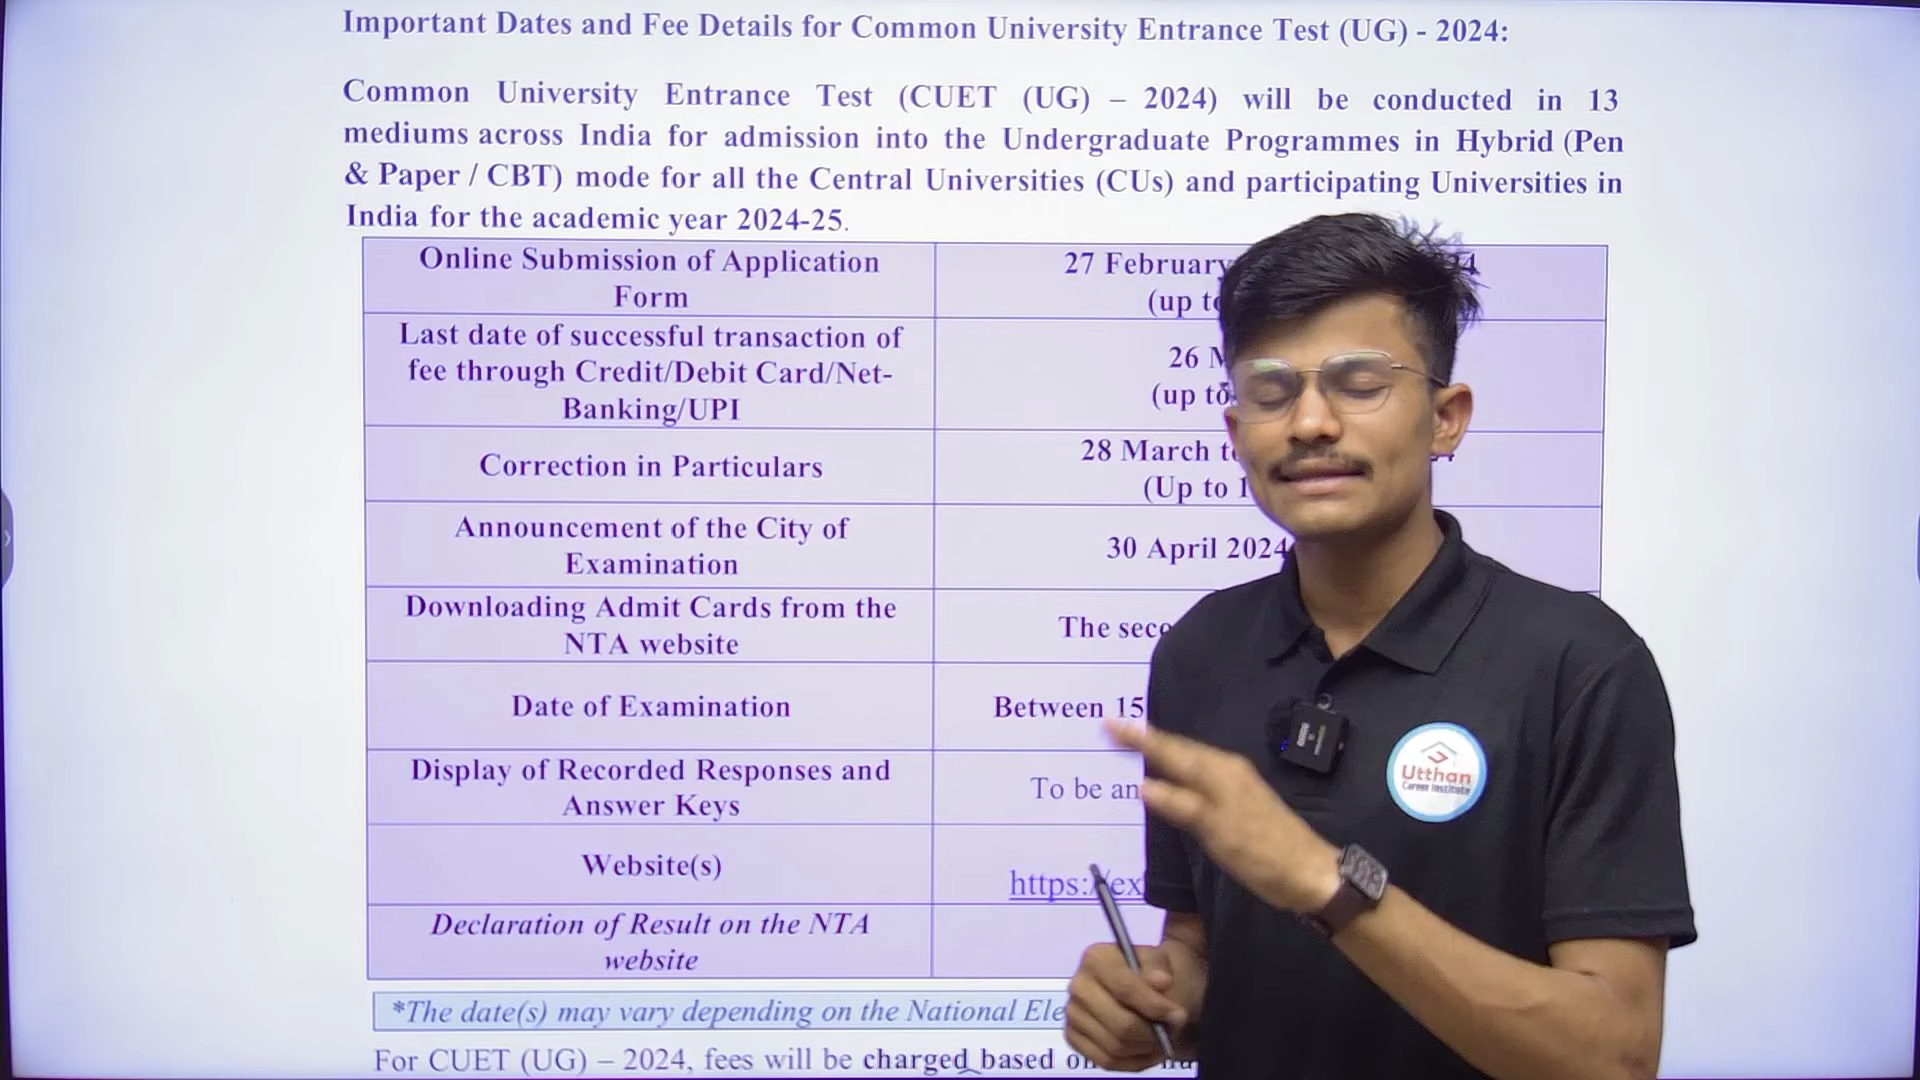 Important Dates and Fee Details for Common University Entrance Test (UG) - 2024:
Common University Entrance Test (CUET (UG) – 2024) will be conducted in 13
mediums across India for admission into the Undergraduate Programmes in Hybrid (Pen
& Paper / CBT) mode for all the Central Universities (CUs) and participating Universities in
India for the academic year 2024-25.
Online Submission of Application
Form
27 February
(up to
Last date of successful transaction of
fee through Credit/Debit Card/Net-
Banking/UPI
26
(up to
Correction in Particulars
28 March
(Up to
Announcement of the City of
Examination
30 April 2024
Downloading Admit Cards from the
NTA website
The
Date of Examination
Between 15
Display of Recorded Responses and
Answer Keys
To be
Website(s)
https://ex
Declaration of Result on the NTA
website
*The date(s) may vary depending on the National
For CUET (UG) – 2024, fees will be charged based
Utthan
Career Institute